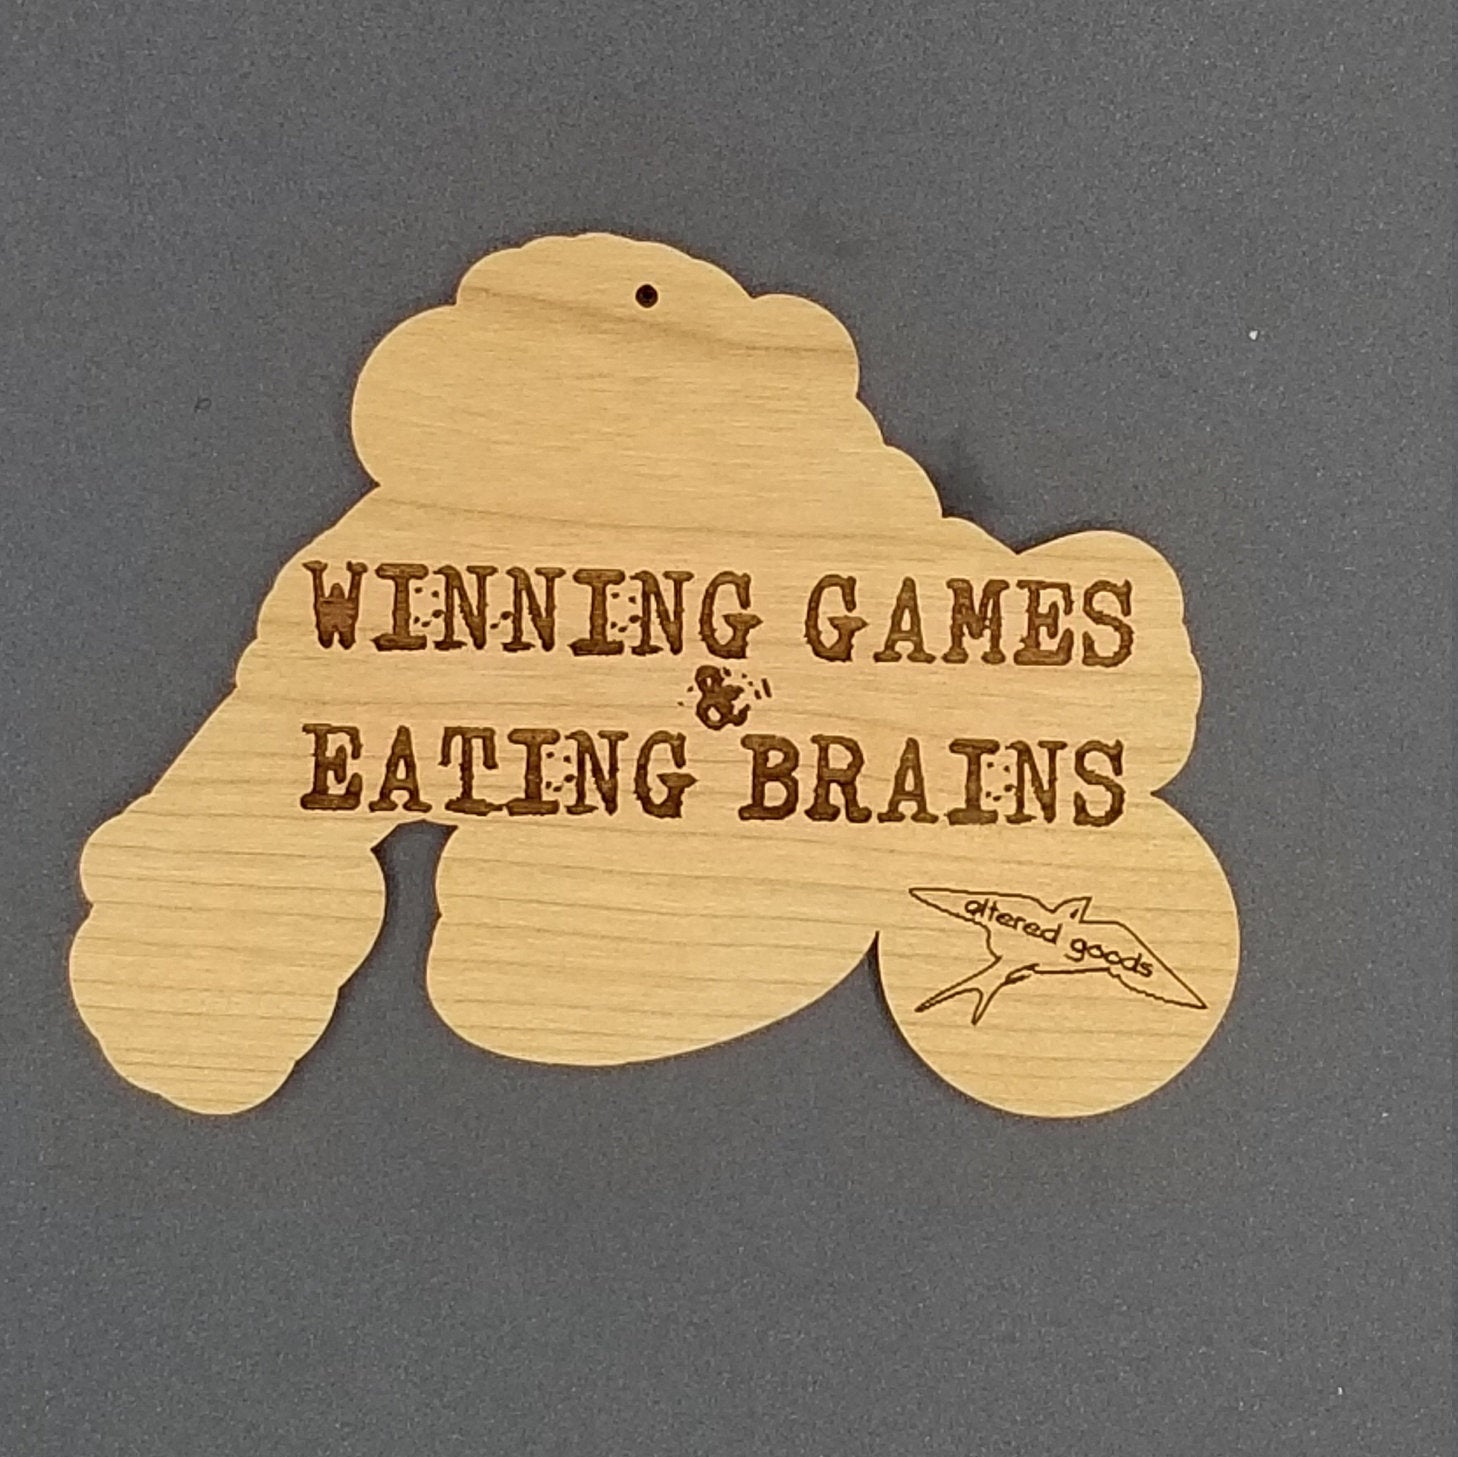 WINNING GAMES
&
EATING BRAINS
altered goods